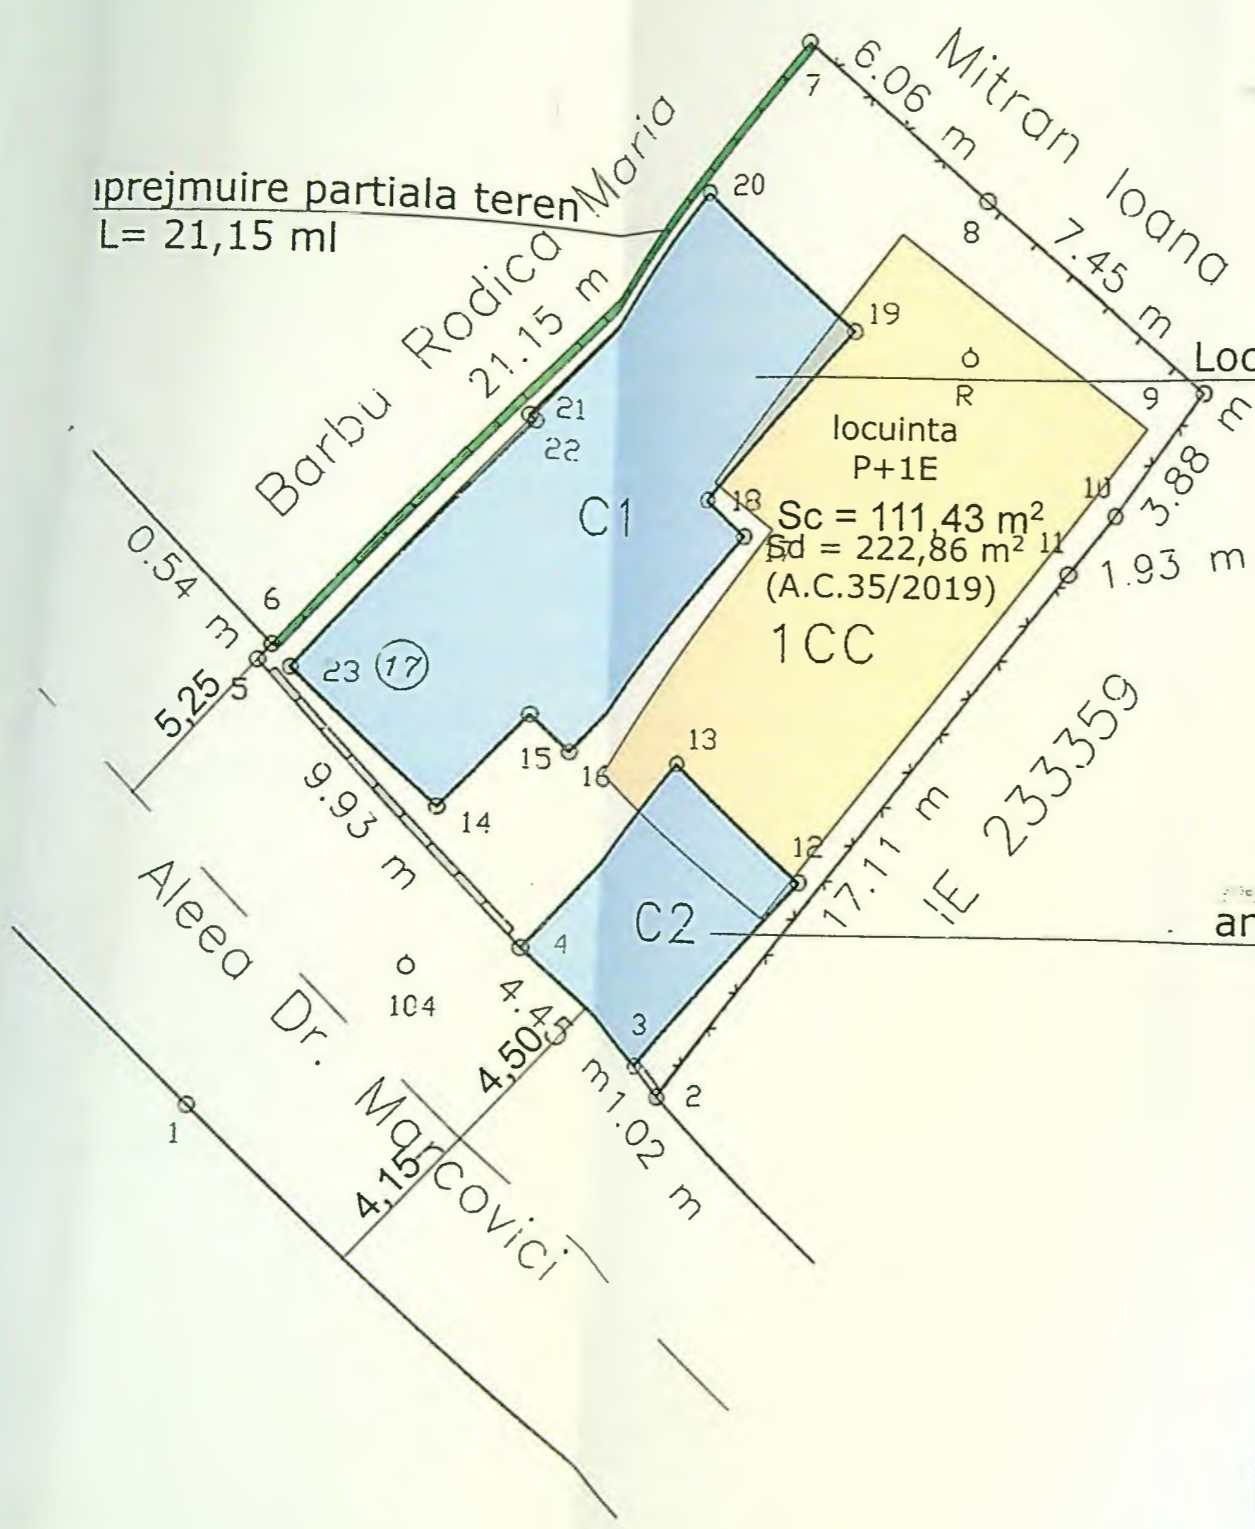 Mitran Ioana
6.06 m
7
20
prejmuire partiala teren
L= 21,15 ml
Barbu Rodica Maria
21.15 m
8
7.45 m
19
Loc
R
9
locuinta
P+1E
21
22
C1
18
10
3.88 m
Sc = 111,43 m²
Sd = 222,86 m²
11
1.93 m
(A.C.35/2019)
1CC
0.54 m
6
5
23
17
5,25
IE 233359
9.93 m
15
16
13
14
12
17.11 m
C2
4
an
Aleea Dr. Marcovici
104
4.45 m
4,50
3
2
1.02 m
1
4,15